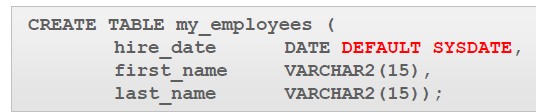 CREATE TABLE my_employees (
hire_date DATE DEFAULT SYSDATE,
first_name VARCHAR2(15),
last_name VARCHAR2(15));